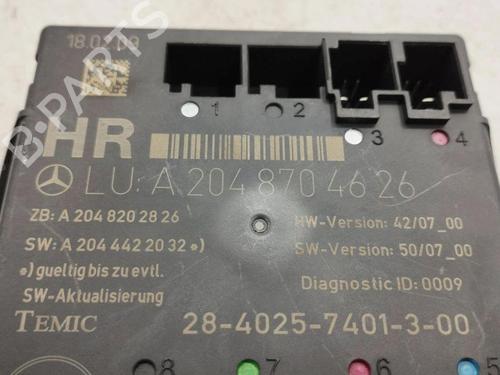 18.01.09
HR
1
2
3
4
LU: A 204 870 46 26
ZB: A 204 820 28 26
HW-Version: 42/07_00
SW: A 204 442 20 32 *)
SW-Version: 50/07_00
*) gueltig bis zu evtl.
SW-Aktualisierung
Diagnostic ID: 0009
TEMIC
28-4025-7401-3-00
8
7
6
5
B-PARTS